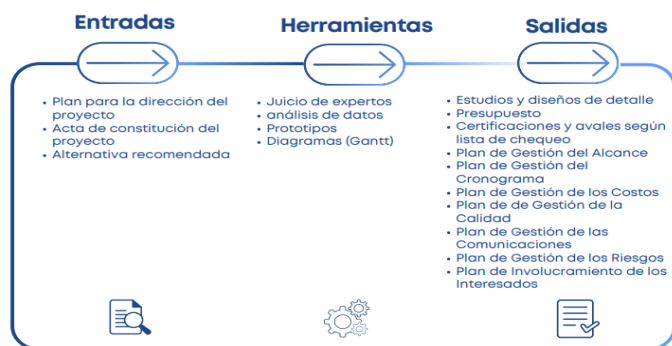 Entradas
• Plan para la dirección del
proyecto
• Acta de constitución del
proyecto
• Alternativa recomendada
Herramientas
• Juicio de expertos
• análisis de datos
• Prototipos
• Diagramas (Gantt)
Salidas
• Estudios y diseños de detalle
• Presupuesto
• Certificaciones y avales según
lista de chequeo
• Plan de Gestión del Alcance
• Plan de Gestión del
Cronograma
• Plan de Gestión de los Costos
• Plan de de Gestión de la
Calidad
• Plan de Gestión de las
Comunicaciones
• Plan de Gestión de los Riesgos
• Plan de Involucramiento de los
Interesados